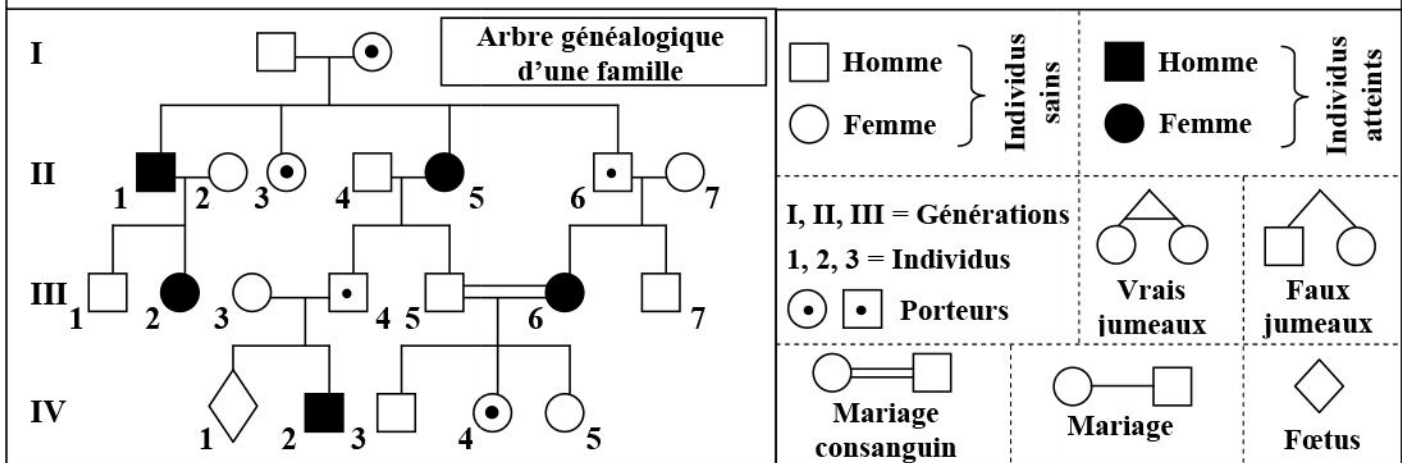 I
Arbre généalogique
d'une famille
II
1
2
3
4
5
6
7
III
1
2
3
4
5
6
7
IV
1
2
3
4
5
Homme
Femme
Individus
sains
Homme
Femme
Individus
atteints
I, II, III = Générations
1, 2, 3 = Individus
Porteurs
Vrais
jumeaux
Faux
jumeaux
Mariage
consanguin
Mariage
Fœtus